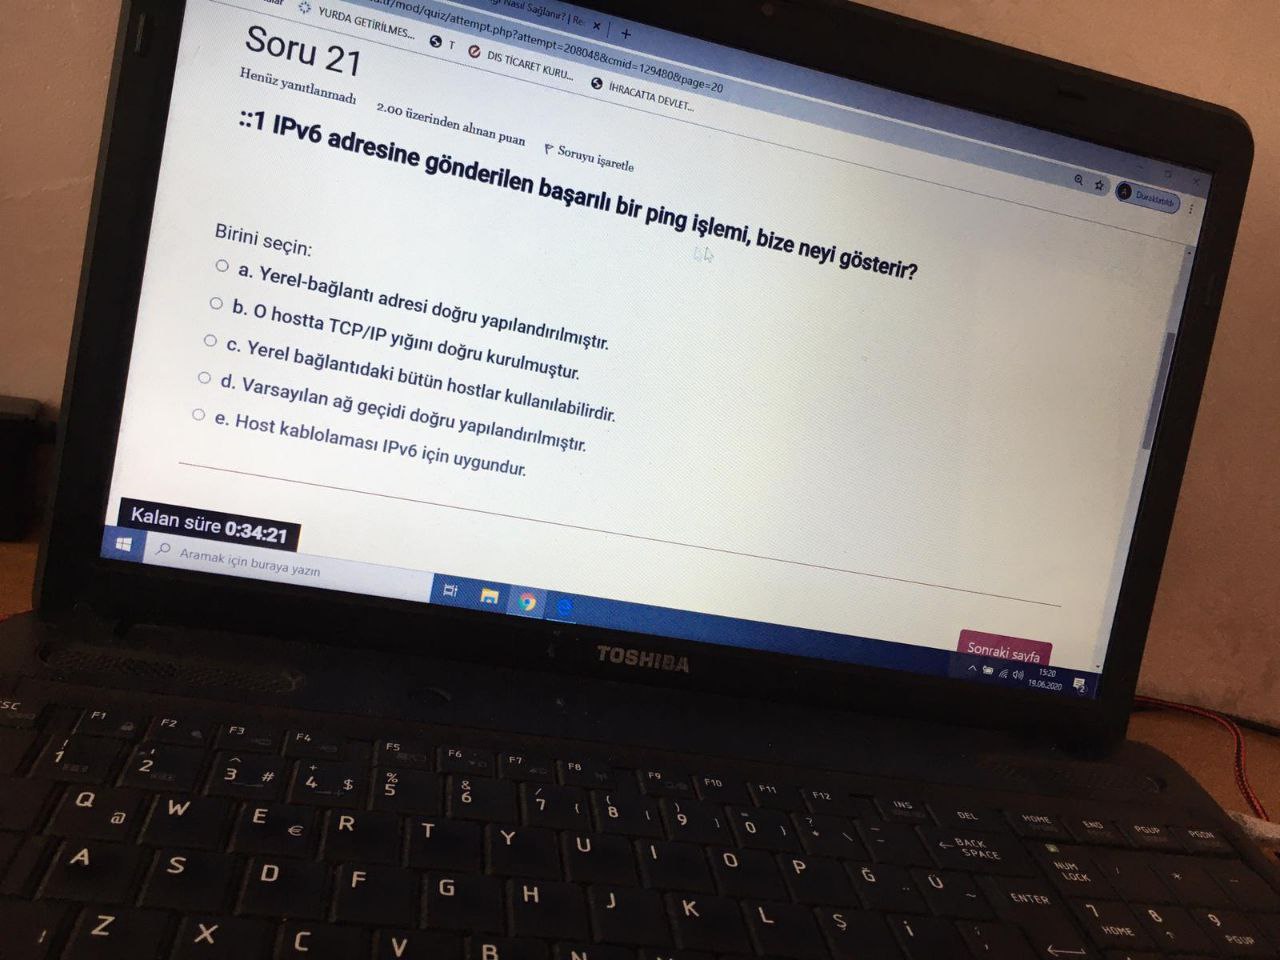 Nasıl Sağlanır? | Re
/mod/quiz/attempt.php?attempt=208048&cmid=129480&page=20
YURDA GETİRİLMES...
T
DIS TİCARET KURU...
İHRACATTA DEVLET...
A
Duraklatıldı
Soru 21
Henüz yanıtlanmadı
2.00 üzerinden alınan puan
Soruyu işaretle
::1 IPv6 adresine gönderilen başarılı bir ping işlemi, bize neyi gösterir?
Birini seçin:
a. Yerel-bağlantı adresi doğru yapılandırılmıştır.
b. O hostta TCP/IP yığını doğru kurulmuştur.
c. Yerel bağlantıdaki bütün hostlar kullanılabilirdir.
d. Varsayılan ağ geçidi doğru yapılandırılmıştır.
e. Host kablolaması IPv6 için uygundur.
Kalan süre 0:34:21
Sonraki sayfa
Aramak için buraya yazın
15:20
19.06.2020
2
TOSHIBA
F1 F2 F3 F4 F5 F6 F7 F8 F9 F10 F11 F12 INS DEL HOME END PGUP PGDN
! 1 ' 2 ^ 3 # + 4 $ % 5 & 6 / 7 { ( 8 [ ) 9 ] = 0 } ? * \ _ - BACK SPACE NUM LOCK / * -
Q @ W E € R T Y U I O P Ğ Ü ENTER 7 HOME 8 9 PGUP
A S D F G H J K L Ş İ
Z X C V B N